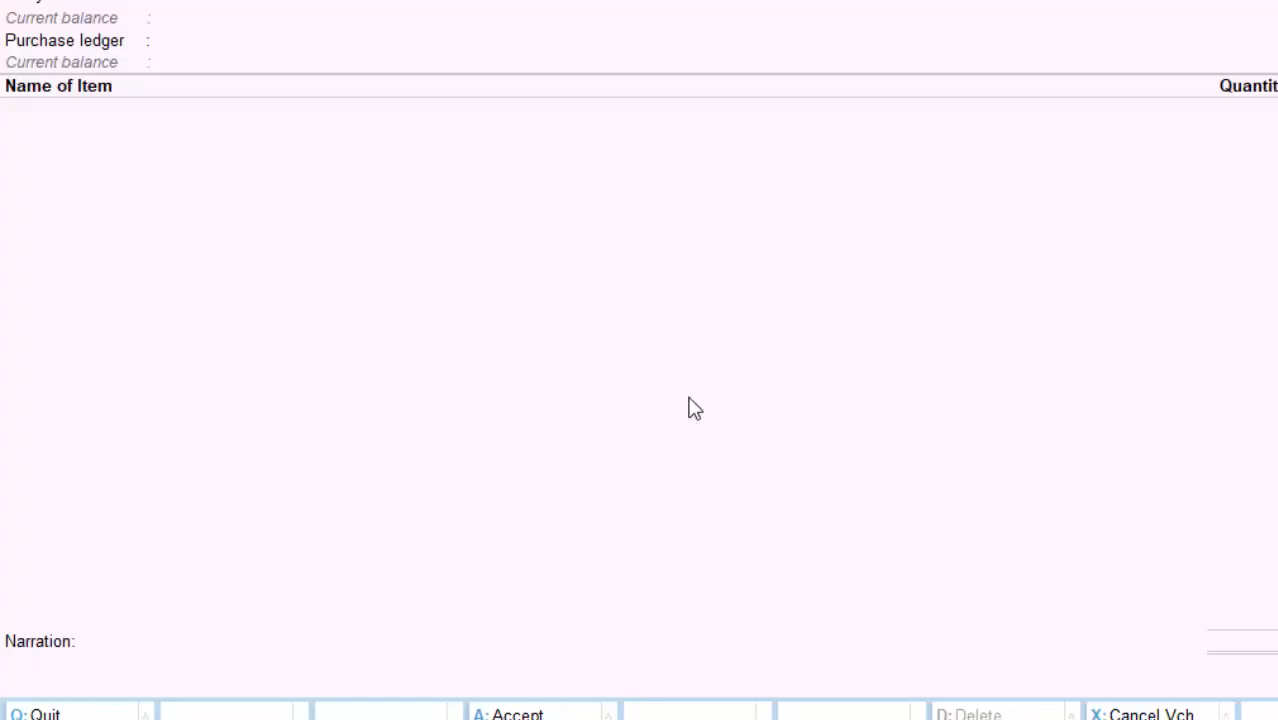 Current balance :
Purchase ledger :
Current balance :
Name of Item Quantit
Narration:
Q: Quit A: Accept D: Delete X: Cancel Vch